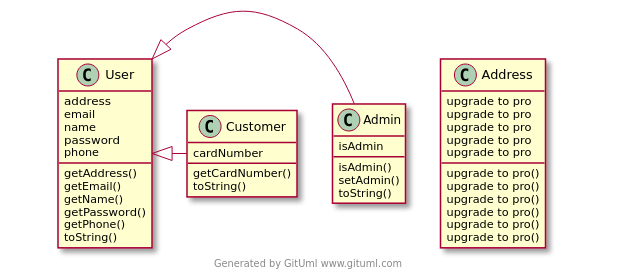 C User
address
email
name
password
phone
getAddress()
getEmail()
getName()
getPassword()
getPhone()
toString()
C Customer
cardNumber
getCardNumber()
toString()
C Admin
isAdmin
isAdmin()
setAdmin()
toString()
C Address
upgrade to pro
upgrade to pro
upgrade to pro
upgrade to pro
upgrade to pro
upgrade to pro()
upgrade to pro()
upgrade to pro()
upgrade to pro()
upgrade to pro()
upgrade to pro()
Generated by GitUml www.gituml.com